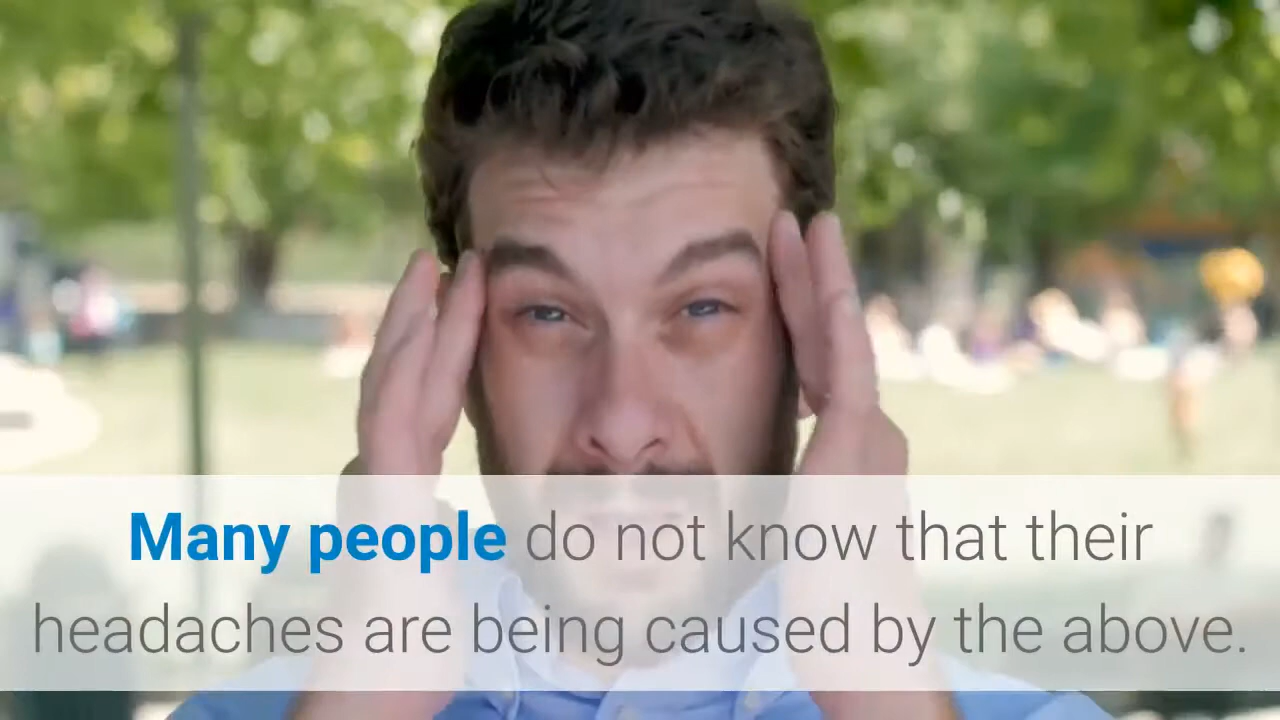 Many people do not know that their
headaches are being caused by the above.